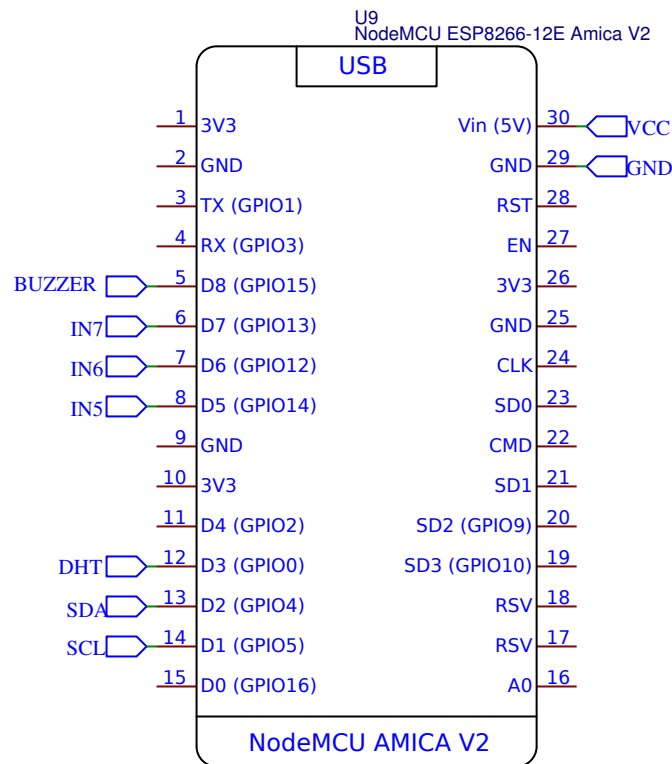 U9
NodeMCU ESP8266-12E Amica V2
USB
1 3V3 Vin (5V) 30 VCC
2 GND GND 29 GND
3 TX (GPIO1) RST 28
4 RX (GPIO3) EN 27
BUZZER 5 D8 (GPIO15) 3V3 26
IN7 6 D7 (GPIO13) GND 25
IN6 7 D6 (GPIO12) CLK 24
IN5 8 D5 (GPIO14) SD0 23
9 GND CMD 22
10 3V3 SD1 21
11 D4 (GPIO2) SD2 (GPIO9) 20
DHT 12 D3 (GPIO0) SD3 (GPIO10) 19
SDA 13 D2 (GPIO4) RSV 18
SCL 14 D1 (GPIO5) RSV 17
15 D0 (GPIO16) A0 16
NodeMCU AMICA V2